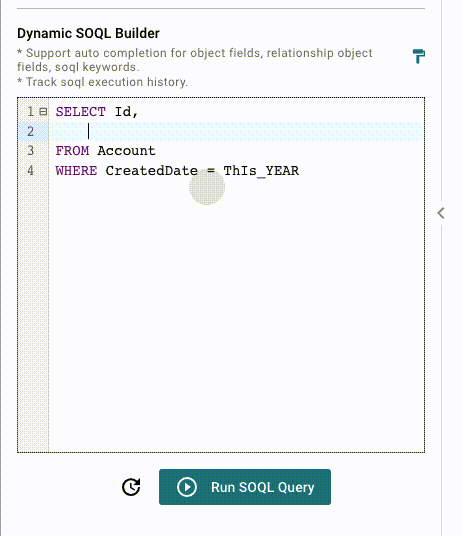 Dynamic SOQL Builder
* Support auto completion for object fields, relationship object
fields, soql keywords.
* Track soql execution history.
1 SELECT Id,
2
3 FROM Account
4 WHERE CreatedDate = ThIs_YEAR
Run SOQL Query